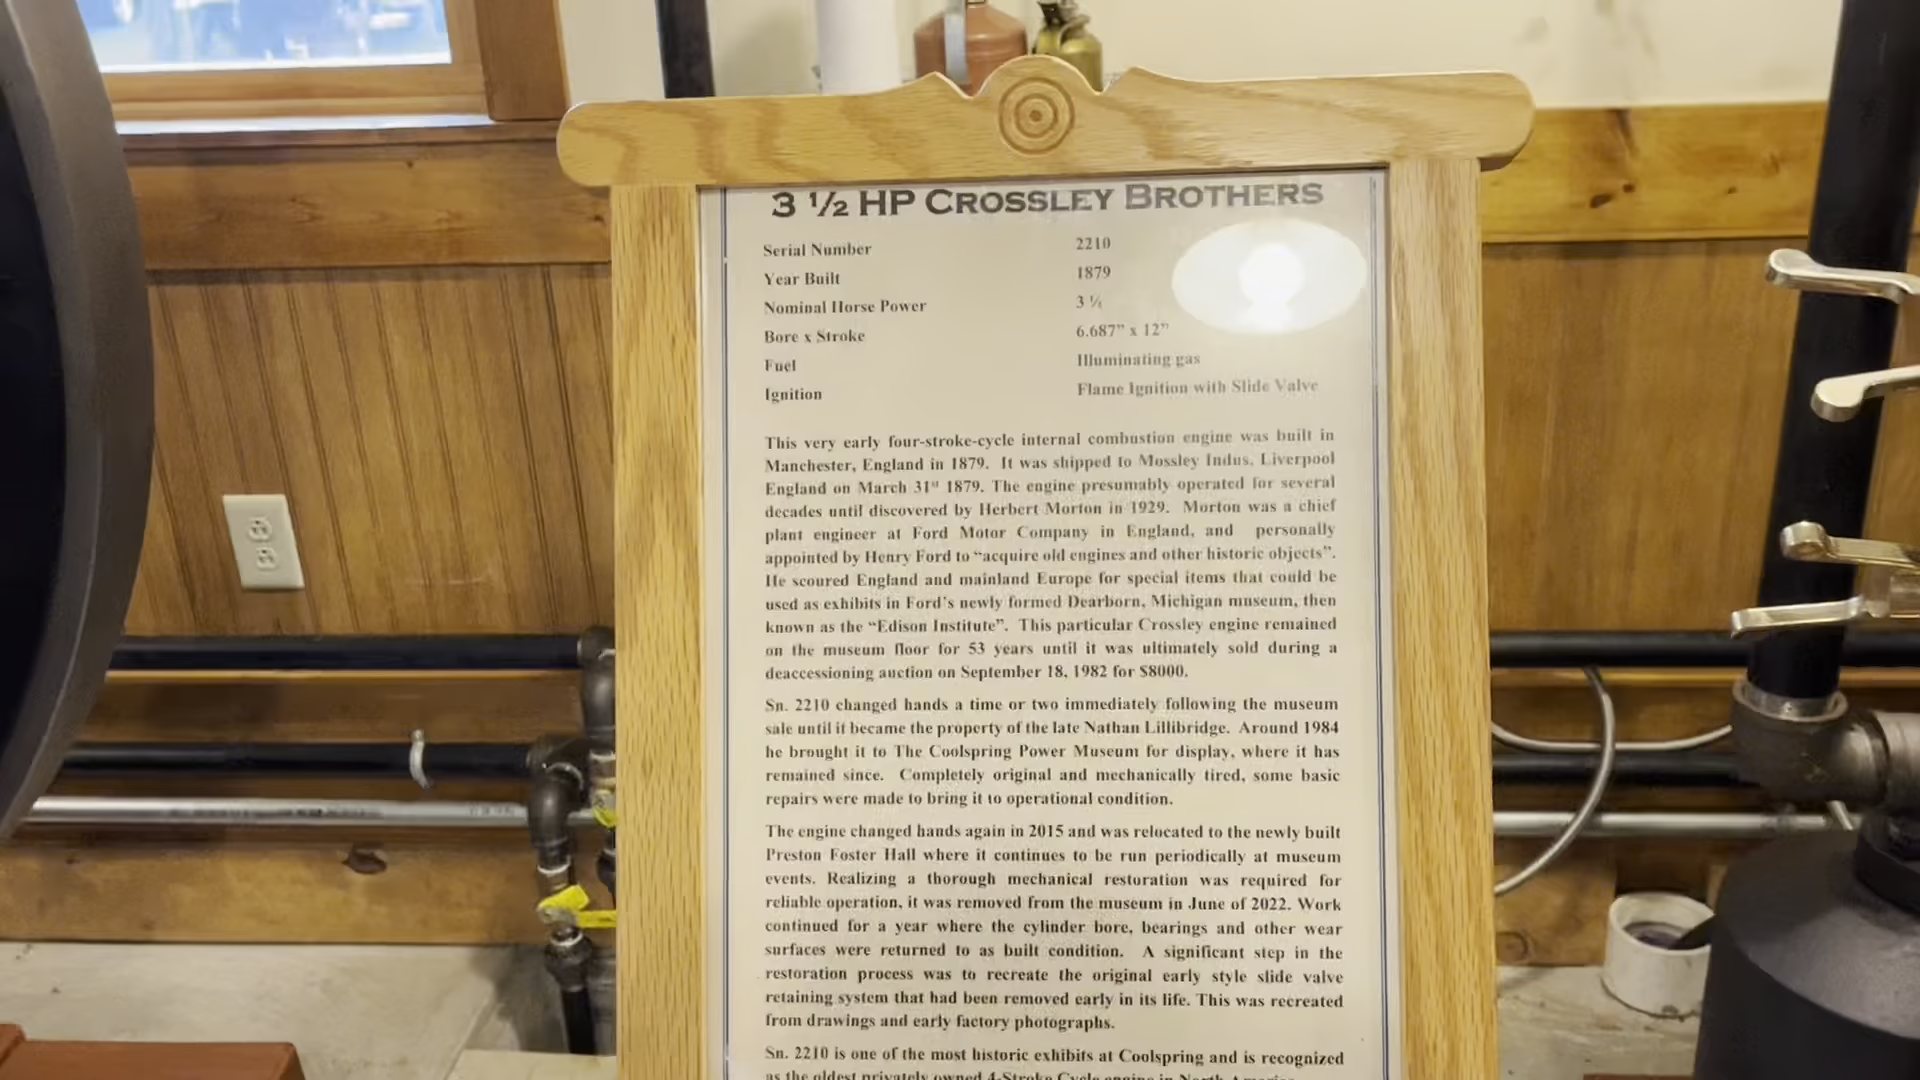 3 ½ HP CROSSLEY BROTHERS
Serial Number 2210
Year Built 1879
Nominal Horse Power 3 ½
Bore x Stroke 6.687” x 12”
Fuel Illuminating gas
Ignition Flame Ignition with Slide Valve
This very early four-stroke-cycle internal combustion engine was built in
Manchester, England in 1879. It was shipped to Mossley Indus. Liverpool
England on March 31st 1879. The engine presumably operated for several
decades until discovered by Herbert Morton in 1929. Morton was a chief
plant engineer at Ford Motor Company in England, and personally
appointed by Henry Ford to “acquire old engines and other historic objects”.
He scoured England and mainland Europe for special items that could be
used as exhibits in Ford’s newly formed Dearborn, Michigan museum, then
known as the “Edison Institute”. This particular Crossley engine remained
on the museum floor for 53 years until it was ultimately sold during a
deaccessioning auction on September 18, 1982 for $8000.
Sn. 2210 changed hands a time or two immediately following the museum
sale until it became the property of the late Nathan Lillibridge. Around 1984
he brought it to The Coolspring Power Museum for display, where it has
remained since. Completely original and mechanically tired, some basic
repairs were made to bring it to operational condition.
The engine changed hands again in 2015 and was relocated to the newly built
Preston Foster Hall where it continues to be run periodically at museum
events. Realizing a thorough mechanical restoration was required for
reliable operation, it was removed from the museum in June of 2022. Work
continued for a year where the cylinder bore, bearings and other wear
surfaces were returned to as built condition. A significant step in the
restoration process was to recreate the original early style slide valve
retaining system that had been removed early in its life. This was recreated
from drawings and early factory photographs.
Sn. 2210 is one of the most historic exhibits at Coolspring and is recognized
as the oldest privately owned 4-Stroke Cycle engine in North America